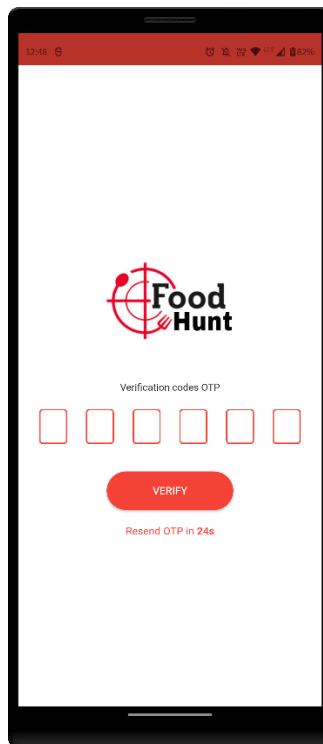 12:48 82%
Food
Hunt
Verification codes OTP
VERIFY
Resend OTP in 24s